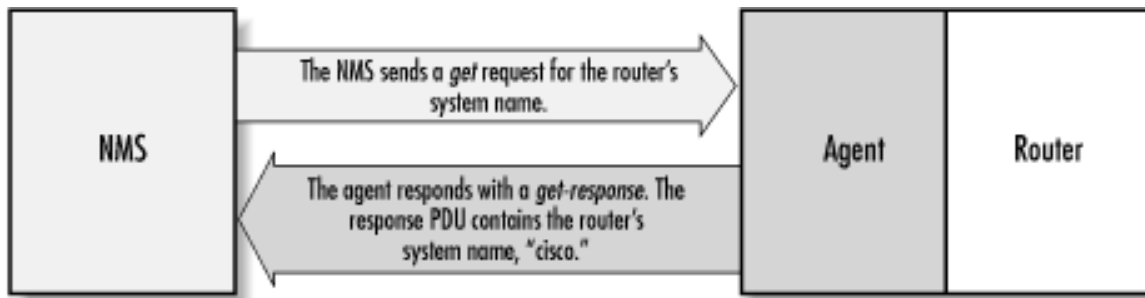 NMS
The NMS sends a get request for the router's
system name.
The agent responds with a get-response. The
response PDU contains the router's
system name, “cisco.”
Agent
Router